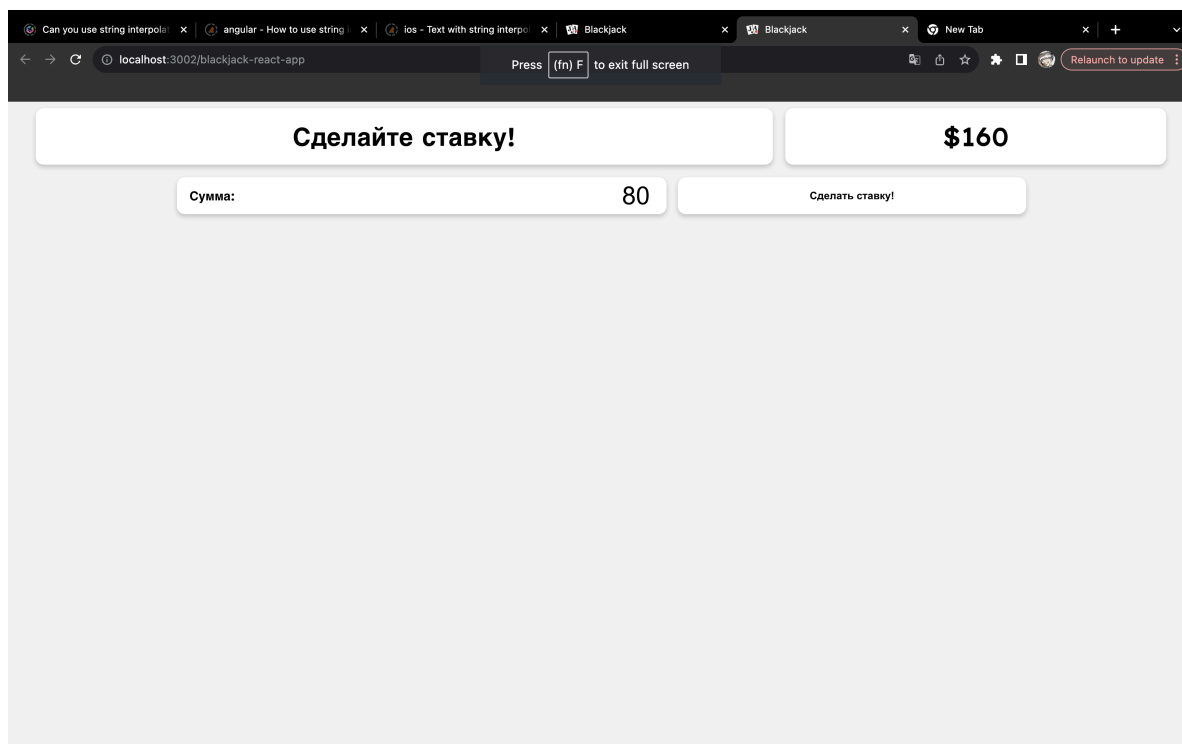 Can you use string interpolat
angular - How to use string i
ios - Text with string interpol
Blackjack
Blackjack
New Tab
localhost:3002/blackjack-react-app
Press (fn) F to exit full screen
Relaunch to update
Сделайте ставку!
$160
Сумма:
80
Сделать ставку!